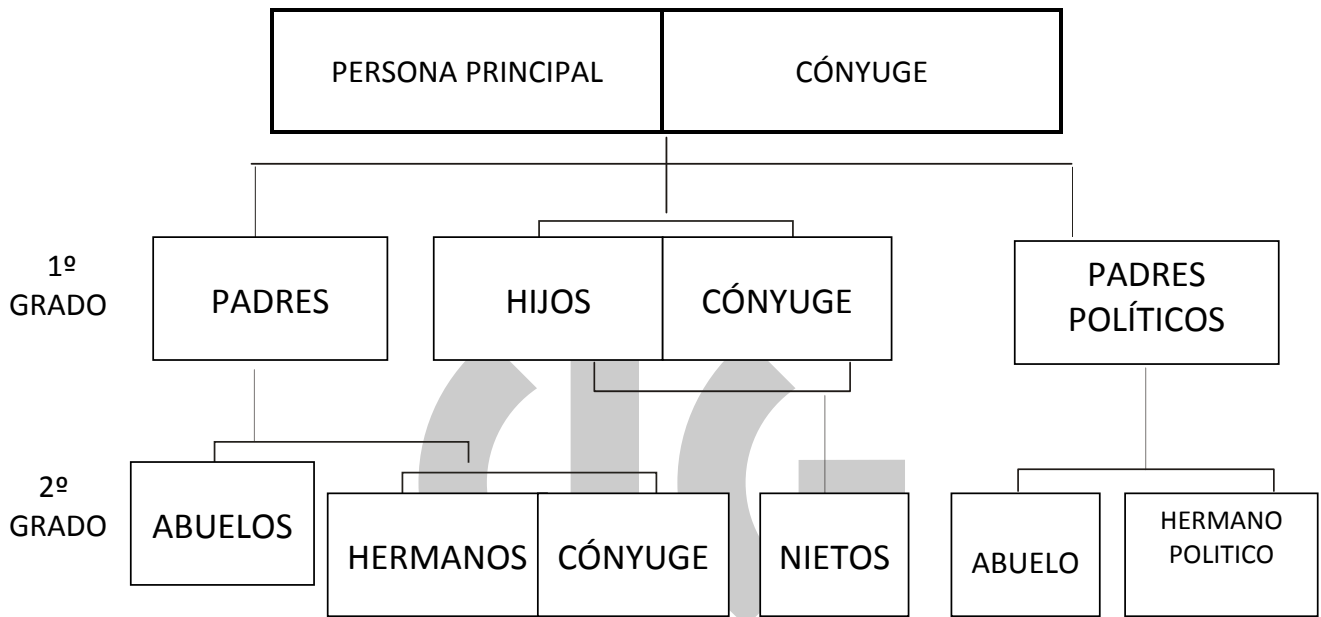 PERSONA PRINCIPAL
CÓNYUGE
1º
GRADO
PADRES
HIJOS
CÓNYUGE
PADRES
POLÍTICOS
2º
GRADO
ABUELOS
HERMANOS
CÓNYUGE
NIETOS
ABUELO
HERMANO
POLITICO